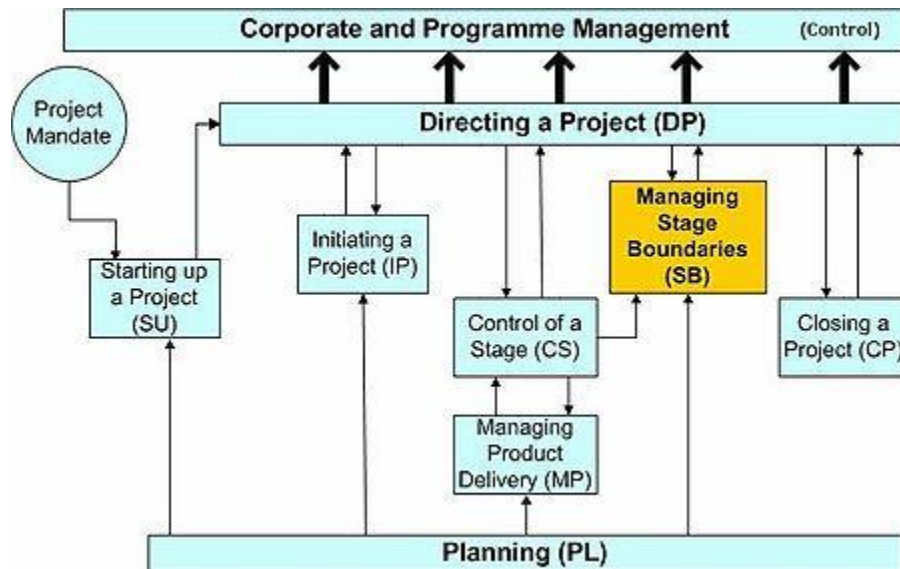 Corporate and Programme Management (Control)
Project
Mandate
Directing a Project (DP)
Managing
Stage
Boundaries
(SB)
Initiating a
Project (IP)
Starting up
a Project
(SU)
Control of a
Stage (CS)
Closing a
Project (CP)
Managing
Product
Delivery (MP)
Planning (PL)